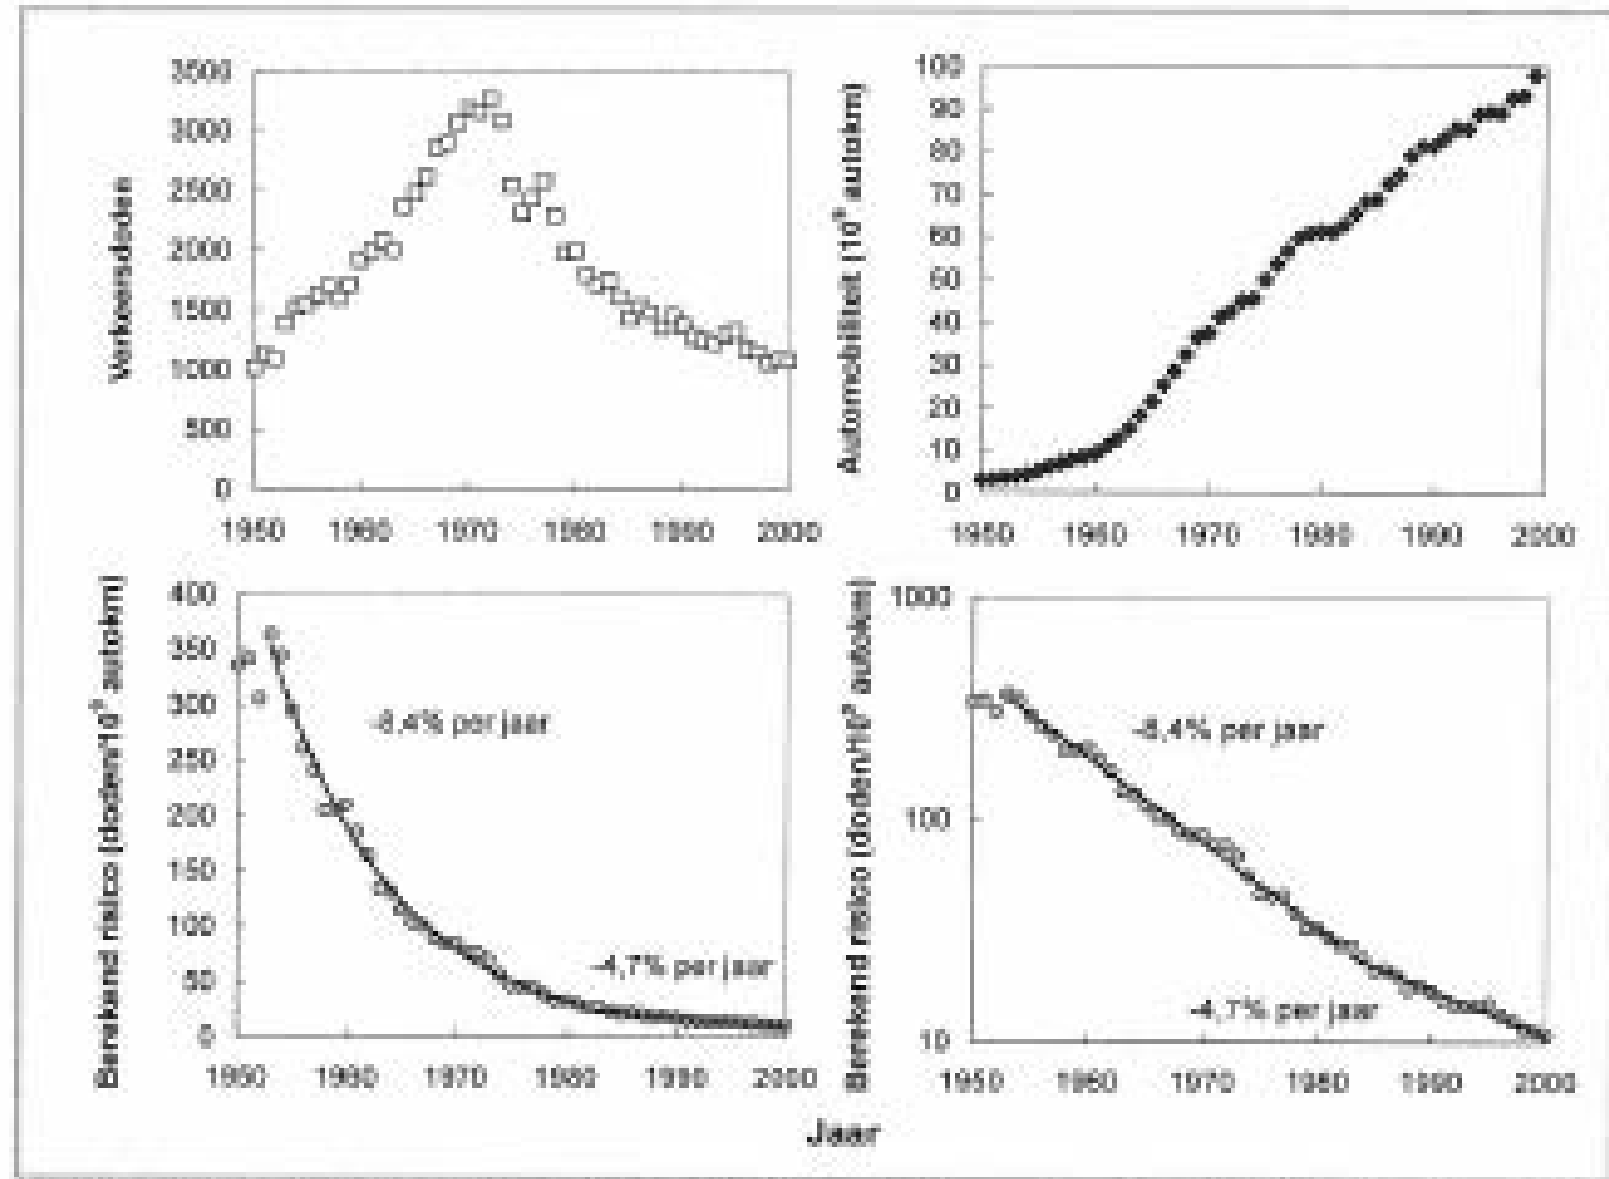 Verkeersdoden
3500
3000
2500
2000
1500
1000
500
0
1950 1960 1970 1980 1990 2000
Automobiliteit (10⁹ autokm)
100
90
80
70
60
50
40
30
20
10
0
1950 1960 1970 1980 1990 2000
Berekend risico (doden/10⁹ autokm)
400
350
300
250
200
150
100
50
0
-8,4% per jaar
-4,7% per jaar
1950 1960 1970 1980 1990 2000
Berekend risico (doden/10⁹ autokm)
1000
100
10
-8,4% per jaar
-4,7% per jaar
1950 1960 1970 1980 1990 2000
Jaar